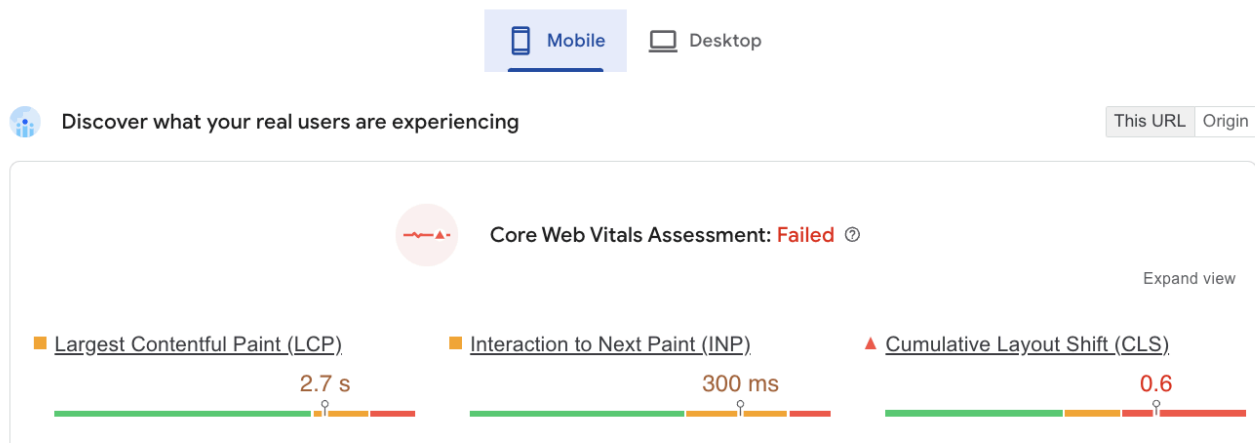 Mobile Desktop
Discover what your real users are experiencing This URL Origin
Core Web Vitals Assessment: Failed
Expand view
Largest Contentful Paint (LCP) Interaction to Next Paint (INP) Cumulative Layout Shift (CLS)
2.7 s 300 ms 0.6